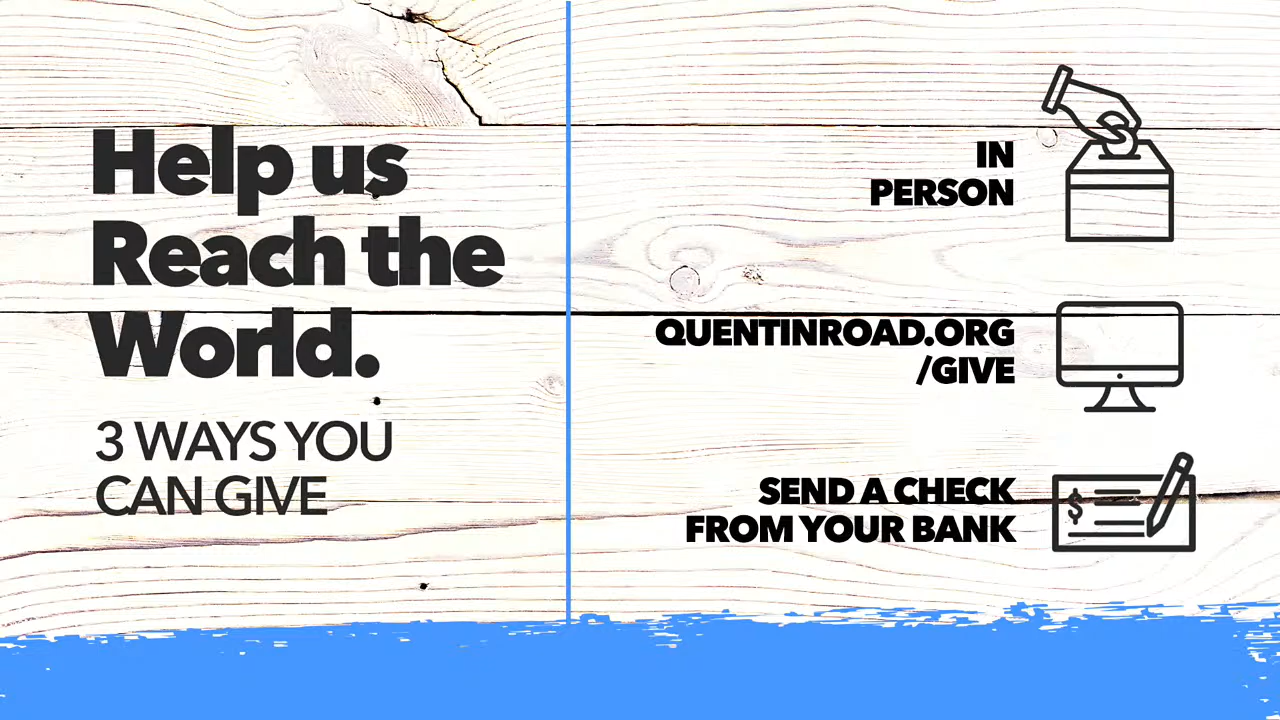 Help us
Reach the
World.
3 WAYS YOU
CAN GIVE
IN
PERSON
QUENTINROAD.ORG
/GIVE
SEND A CHECK
FROM YOUR BANK
$